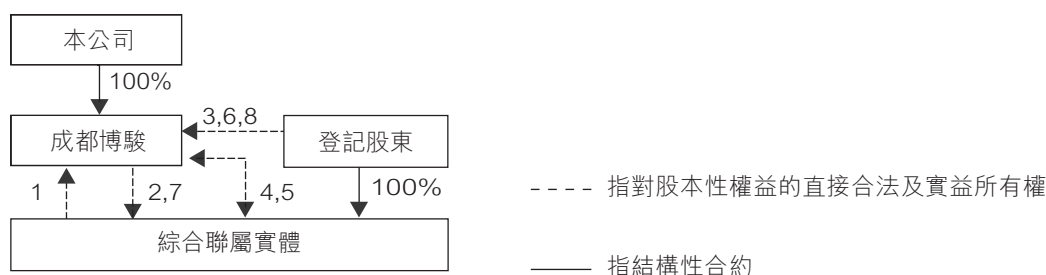 本公司
100%
成都博駿
3,6,8
登記股東
1
2,7
4,5
100%
---- 指對股本性權益的直接合法及實益所有權
綜合聯屬實體
—— 指結構性合約